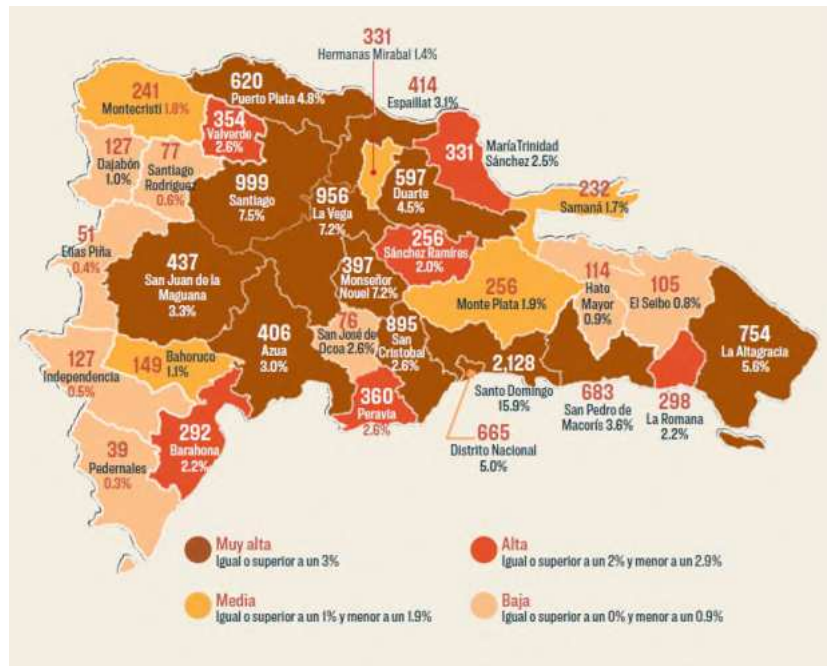 331
Hermanas Mirabal 1.4%
620
Puerto Plata 4.8%
414
Espaillat 3.1%
241
Montecristi 1.8%
354
Valverde
2.6%
331
María Trinidad
Sánchez 2.5%
127
Dajabón
1.0%
77
Santiago
Rodríguez
0.6%
999
Santiago
7.5%
956
La Vega
7.2%
597
Duarte
4.5%
232
Samaná 1.7%
51
Elías Piña
0.4%
437
San Juan de la
Maguana
3.3%
397
Monseñor
Nouel 7.2%
256
Sánchez Ramíres
2.0%
256
Monte Plata 1.9%
114
Hato
Mayor
0.9%
105
El Seibo 0.8%
754
La Altagracia
5.6%
127
Independencia
0.5%
149
Bahoruco
1.1%
406
Azua
3.0%
76
San José de
Ocoa 2.6%
895
San
Cristobal
2.6%
2,128
Santo Domingo
15.9%
683
San Pedro de
Macorís 3.6%
298
La Romana
2.2%
39
Pedernales
0.3%
292
Barahona
2.2%
360
Peravia
2.6%
665
Distrito Nacional
5.0%
Muy alta
Igual o superior a un 3%
Alta
Igual o superior a un 2% y menor a un 2.9%
Media
Igual o superior a un 1% y menor a un 1.9%
Baja
Igual o superior a un 0% y menor a un 0.9%